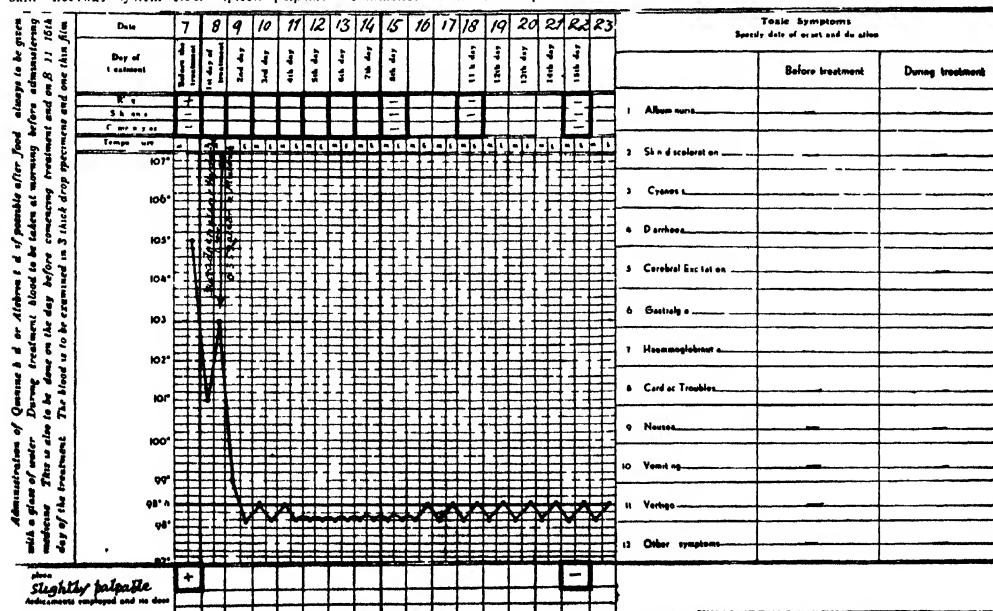 Administration of Quinine b d or Atebrin t d if possible after food always to be given
with a glass of water During treatment blood to be taken at morning before administering
medicine This is also to be done on the day before comencing treatment and on 8 11 15th
day of the treatment The blood is to be examined in 3 thick drop specimens and one thin film
Date 7 8 9 10 11 12 13 14 15 16 17 18 19 20 21 22 23
Day of treatment
Before the treatment
1st day of treatment
2nd day
3rd day
4th day
5th day
6th day
7th day
8th day
11th day
12th day
13th day
14th day
15th day
+ - - -
- - - -
- - -
107°
106°
105°
104°
103°
102°
101°
100°
99°
98°
98°
Toxic Symptoms
Specify date of onset and duration
Before treatment During treatment
1 Albuminuria
2 Skin discoloration
3 Cyanosis
4 Diarrhoea
5 Cerebral Excitation
6 Gastralgia
7 Haemmoglobinuria
8 Cardiac Troubles
9 Nausea
10 Vomiting
11 Vertigo
12 Other symptoms
Slightly palpable + -
Medicaments employed and its dose